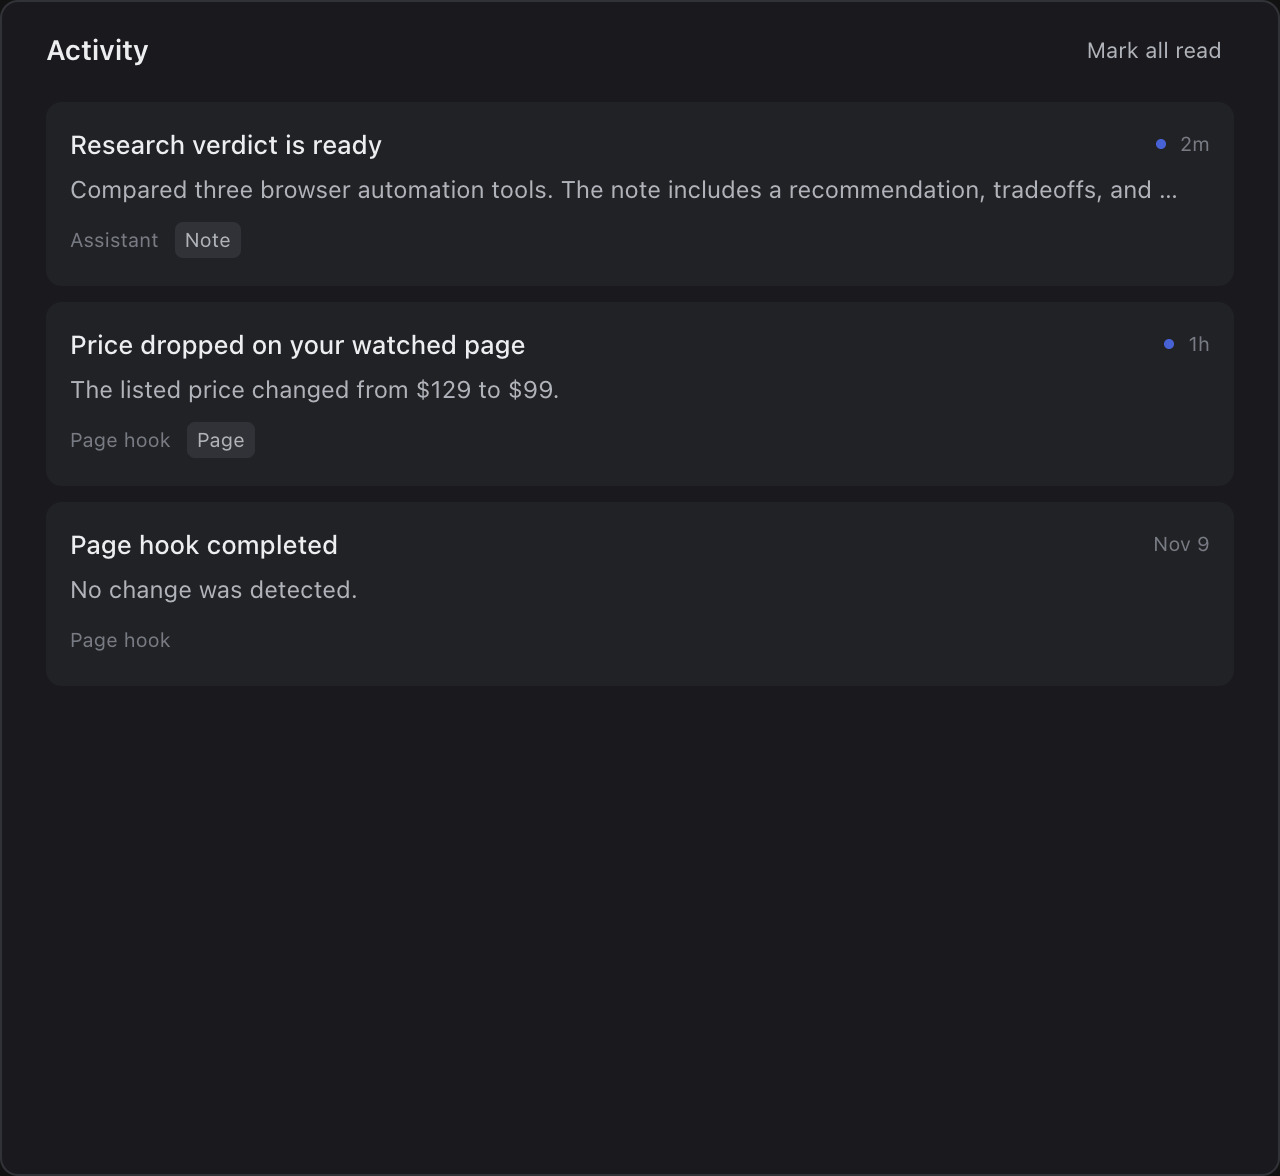 Activity
Mark all read
Research verdict is ready
2m
Compared three browser automation tools. The note includes a recommendation, tradeoffs, and ...
Assistant
Note
Price dropped on your watched page
1h
The listed price changed from $129 to $99.
Page hook
Page
Page hook completed
Nov 9
No change was detected.
Page hook